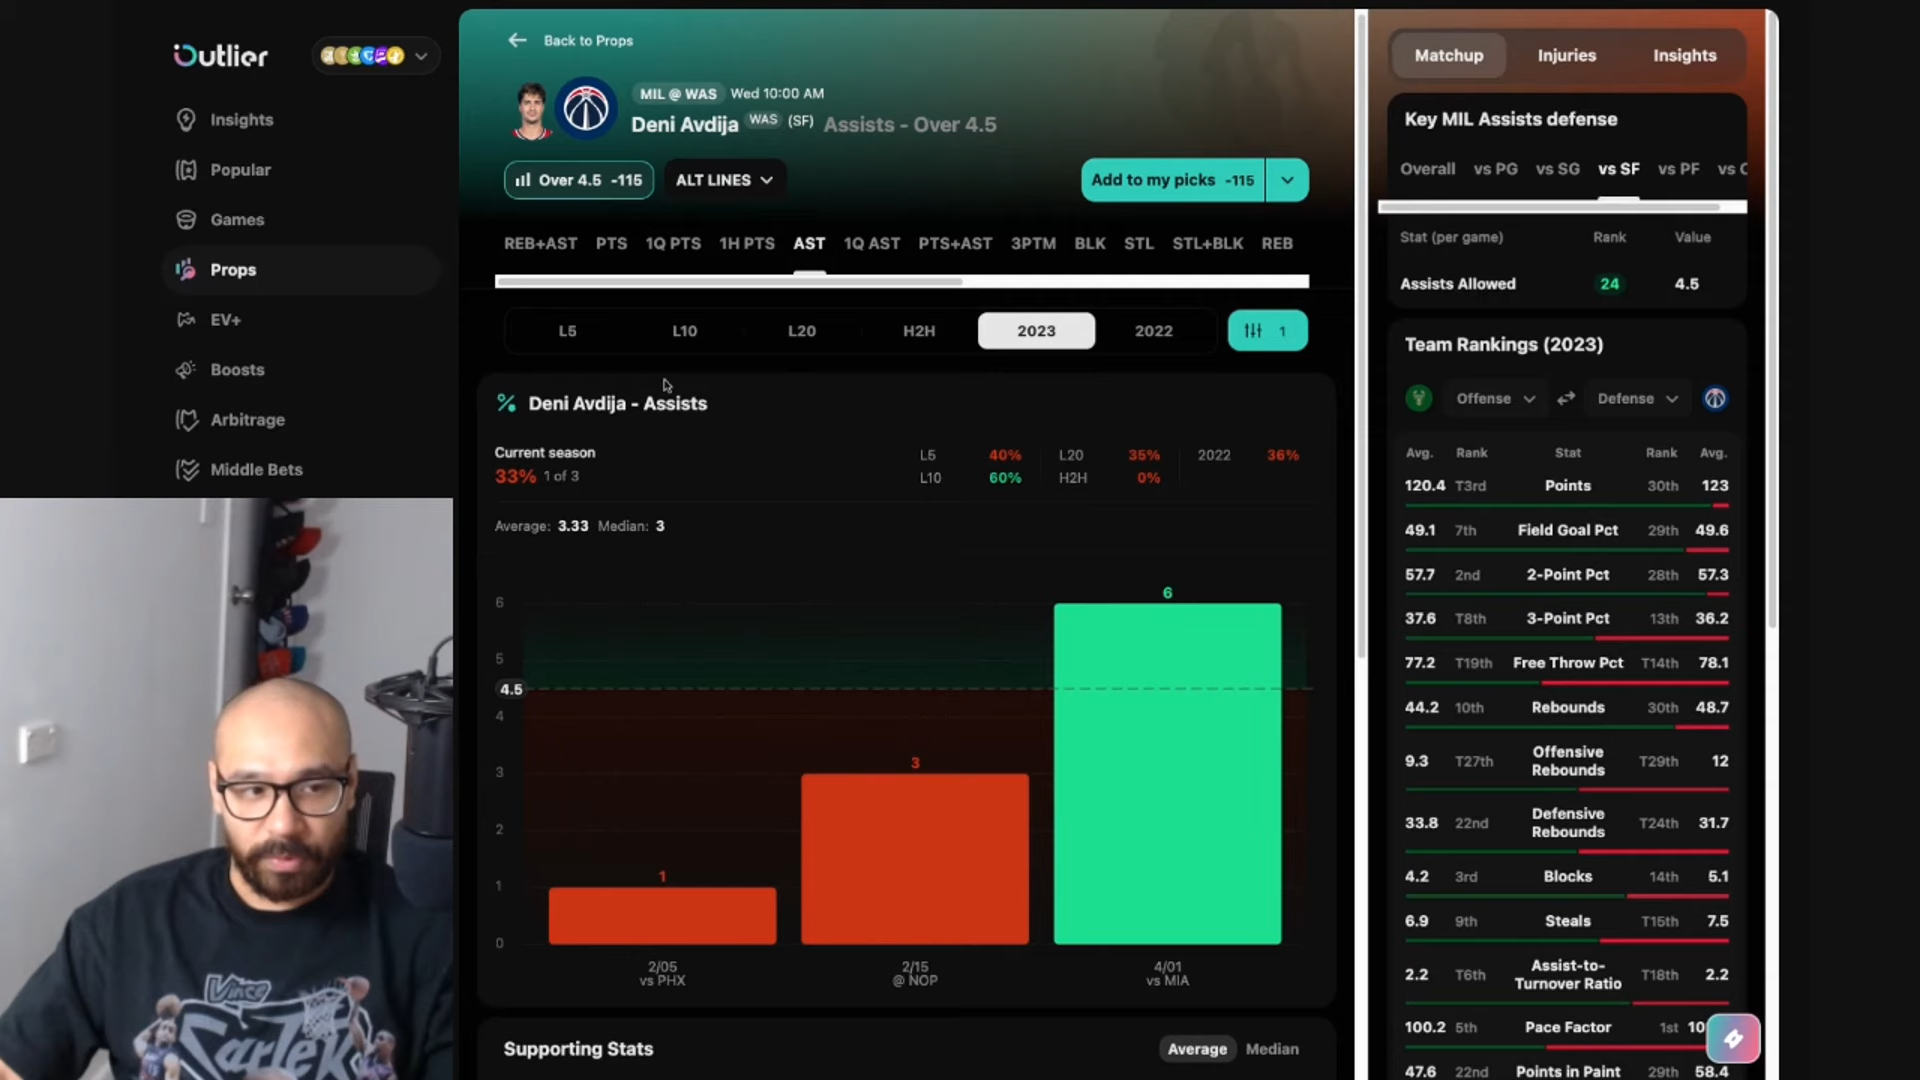 Outlier
Insights
Popular
Games
Props
EV+
Boosts
Arbitrage
Middle Bets
Back to Props
MIL @ WAS Wed 10:00 AM
Deni Avdija WAS (SF) Assists - Over 4.5
Over 4.5 -115 ALT LINES
Add to my picks -115
REB+AST PTS 1Q PTS 1H PTS AST 1Q AST PTS+AST 3PTM BLK STL STL+BLK REB
L5 L10 L20 H2H 2023 2022 1
Deni Avdija - Assists
Current season
33% 1 of 3
L5 40% L20 35% 2022 36%
L10 60% H2H 0%
Average: 3.33 Median: 3
6
5
4.5
4
3
2
1
0
1
3
6
2/05
vs PHX
2/15
@ NOP
4/01
vs MIA
Supporting Stats
Average Median
Matchup Injuries Insights
Key MIL Assists defense
Overall vs PG vs SG vs SF vs PF vs C
Stat (per game) Rank Value
Assists Allowed 24 4.5
Team Rankings (2023)
Offense Defense
Avg. Rank Stat Rank Avg.
120.4 T3rd Points 30th 123
49.1 7th Field Goal Pct 29th 49.6
57.7 2nd 2-Point Pct 28th 57.3
37.6 T8th 3-Point Pct 13th 36.2
77.2 T19th Free Throw Pct T14th 78.1
44.2 10th Rebounds 30th 48.7
9.3 T27th Offensive Rebounds T29th 12
33.8 22nd Defensive Rebounds T24th 31.7
4.2 3rd Blocks 14th 5.1
6.9 9th Steals T15th 7.5
2.2 T6th Assist-to-Turnover Ratio T18th 2.2
100.2 5th Pace Factor 1st 10
47.6 22nd Points in Paint 29th 58.4
Vince
Carter